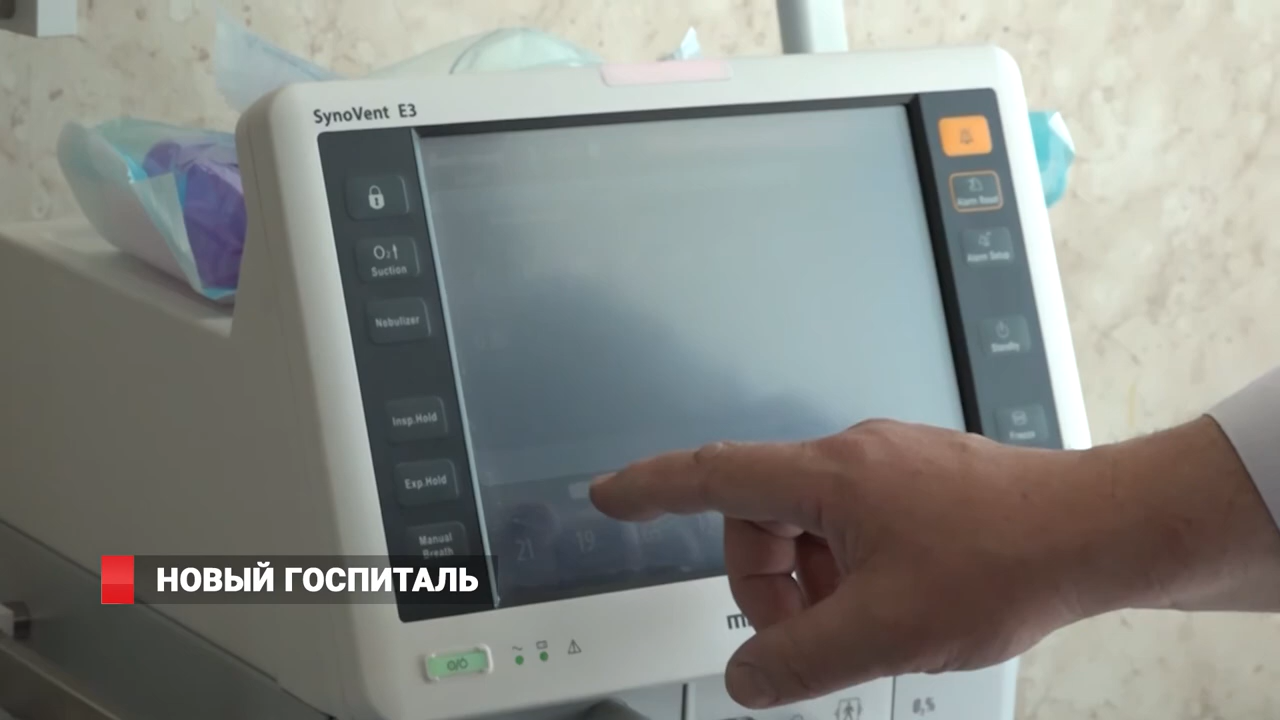 SynoVent E3
O₂↑
Suction
Nebulizer
Insp.Hold
Exp.Hold
Manual
Breath
Alarm Reset
Alarm Setup
Standby
Freeze
21
19
НОВЫЙ ГОСПИТАЛЬ